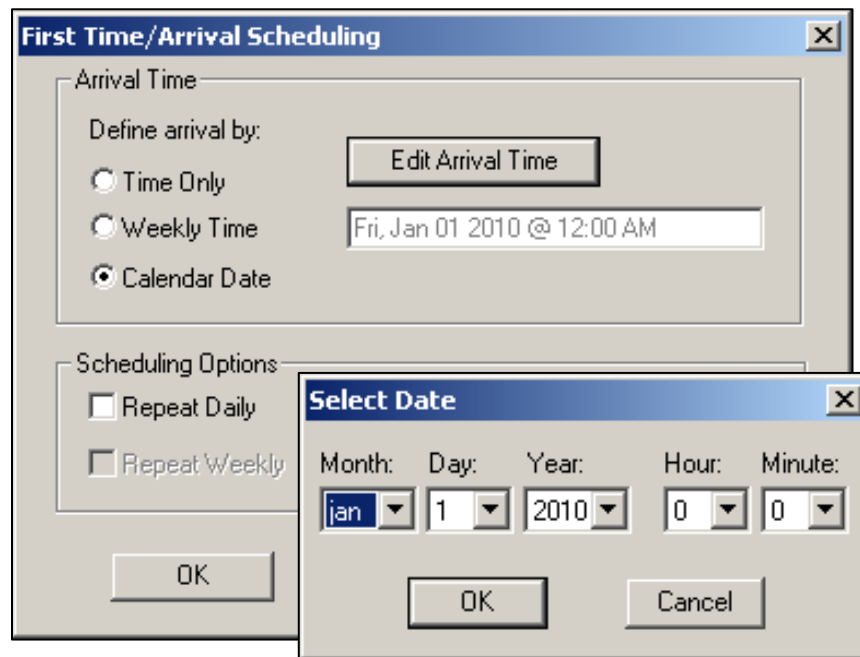 First Time/Arrival Scheduling
Arrival Time
Define arrival by:
Edit Arrival Time
Time Only
Weekly Time
Fri, Jan 01 2010 @ 12:00 AM
Calendar Date
Scheduling Options
Repeat Daily
Repeat Weekly
OK
Select Date
Month: Day: Year: Hour: Minute:
jan 1 2010 0 0
OK Cancel